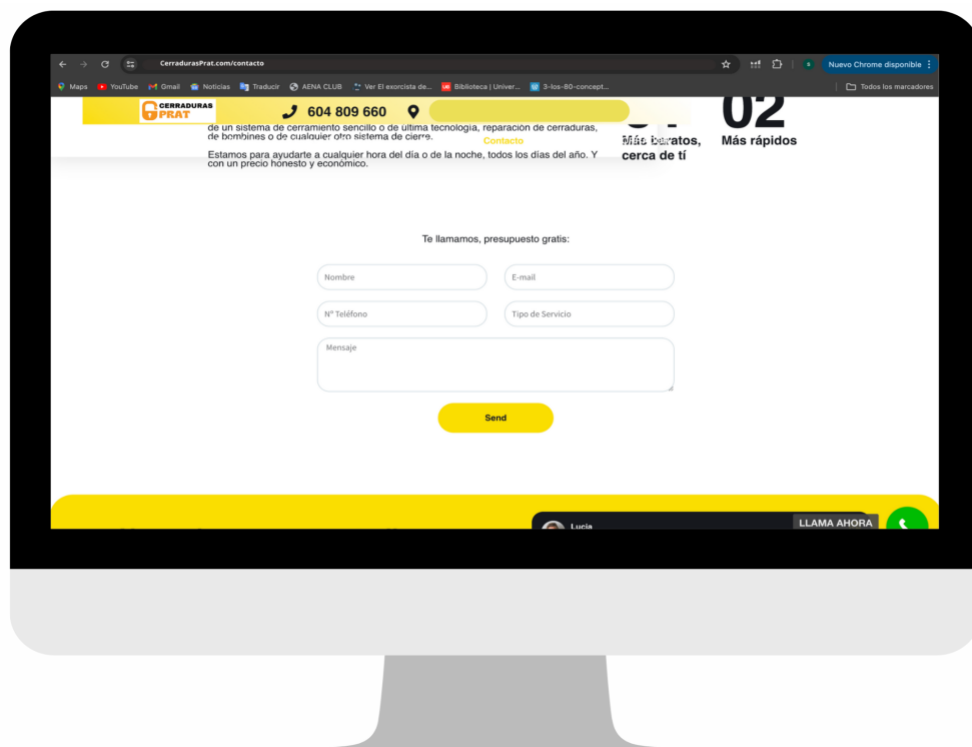 CerradurasPrat.com/contacto
Nuevo Chrome disponible
Maps YouTube Gmail Noticias Traducir AENA CLUB Ver El exorcista de... Biblioteca | Univer... 3-los-80-concept... Todos los marcadores
CERRADURAS
PRAT
604 809 660
de un sistema de cerramiento sencillo o de última tecnología, reparación de cerraduras,
de bombines o de cualquier otro sistema de cierre.
Contacto
Estamos para ayudarte a cualquier hora del día o de la noche, todos los días del año. Y
con un precio honesto y económico.
Más baratos,
cerca de tí
02
Más rápidos
Te llamamos, presupuesto gratis:
Nombre
E-mail
Nº Teléfono
Tipo de Servicio
Mensaje
Send
Lucía
LLAMA AHORA